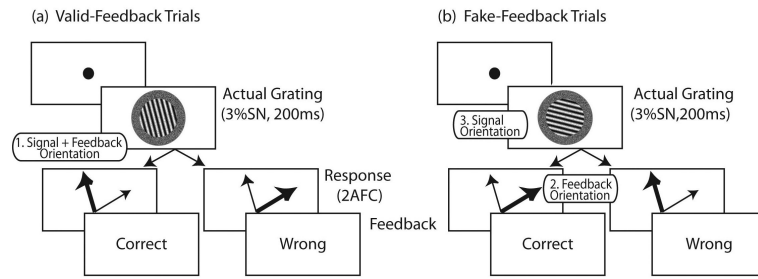 (a) Valid-Feedback Trials
Actual Grating
(3%SN, 200ms)
1. Signal + Feedback
Orientation
Response
(2AFC)
Feedback
Correct
Wrong
(b) Fake-Feedback Trials
Actual Grating
(3%SN,200ms)
3. Signal
Orientation
2. Feedback
Orientation
Correct
Wrong